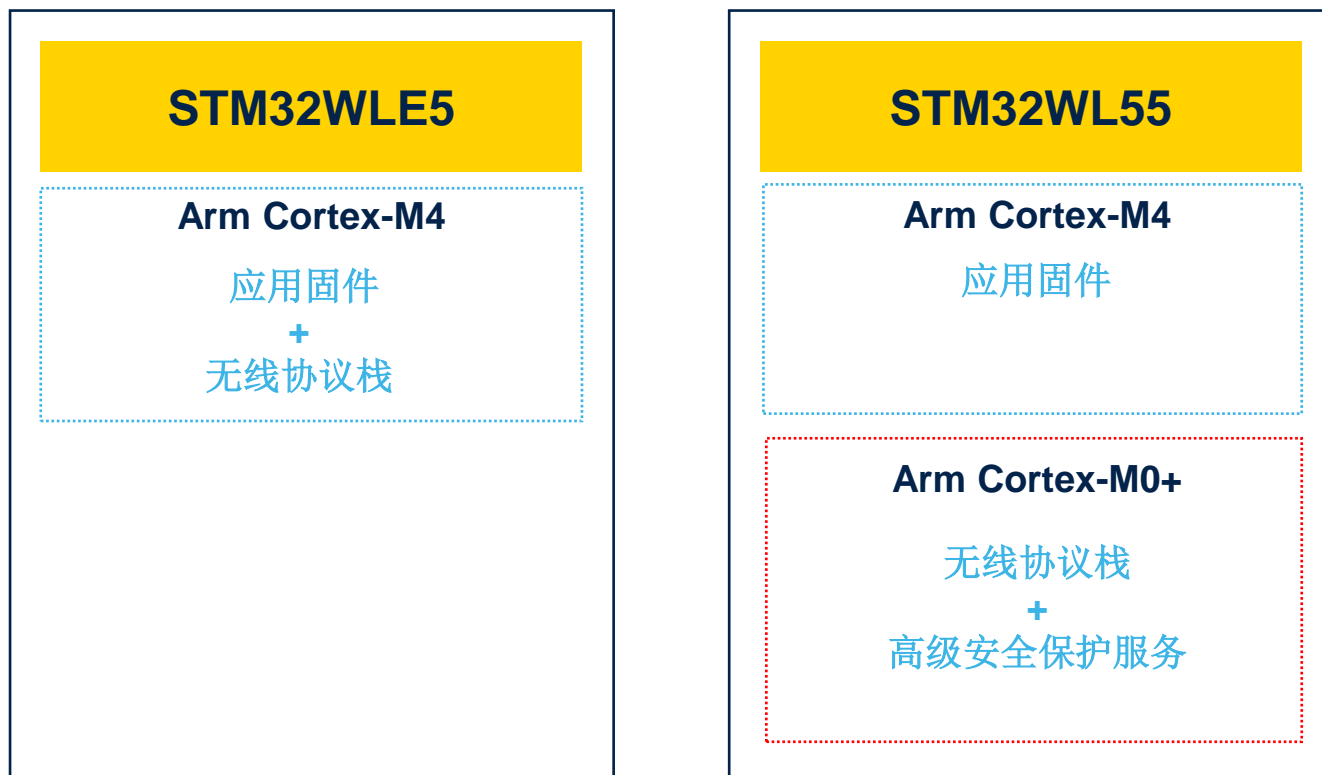 STM32WLE5
Arm Cortex-M4
应用固件
+
无线协议栈
STM32WL55
Arm Cortex-M4
应用固件
Arm Cortex-M0+
无线协议栈
+
高级安全保护服务